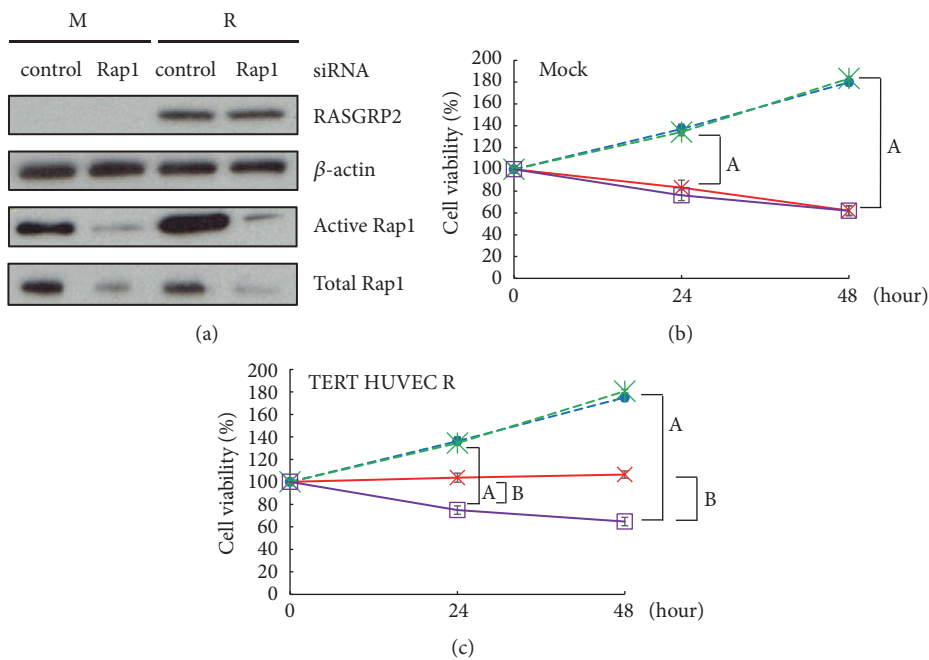 M R
control Rap1 control Rap1 siRNA
RASGRP2
β-actin
Active Rap1
Total Rap1
(a)
Mock
Cell viability (%)
200
180
160
140
120
100
80
60
40
20
0
0 24 48 (hour)
A
A
(b)
TERT HUVEC R
Cell viability (%)
200
180
160
140
120
100
80
60
40
20
0
0 24 48 (hour)
A B
A
B
(c)